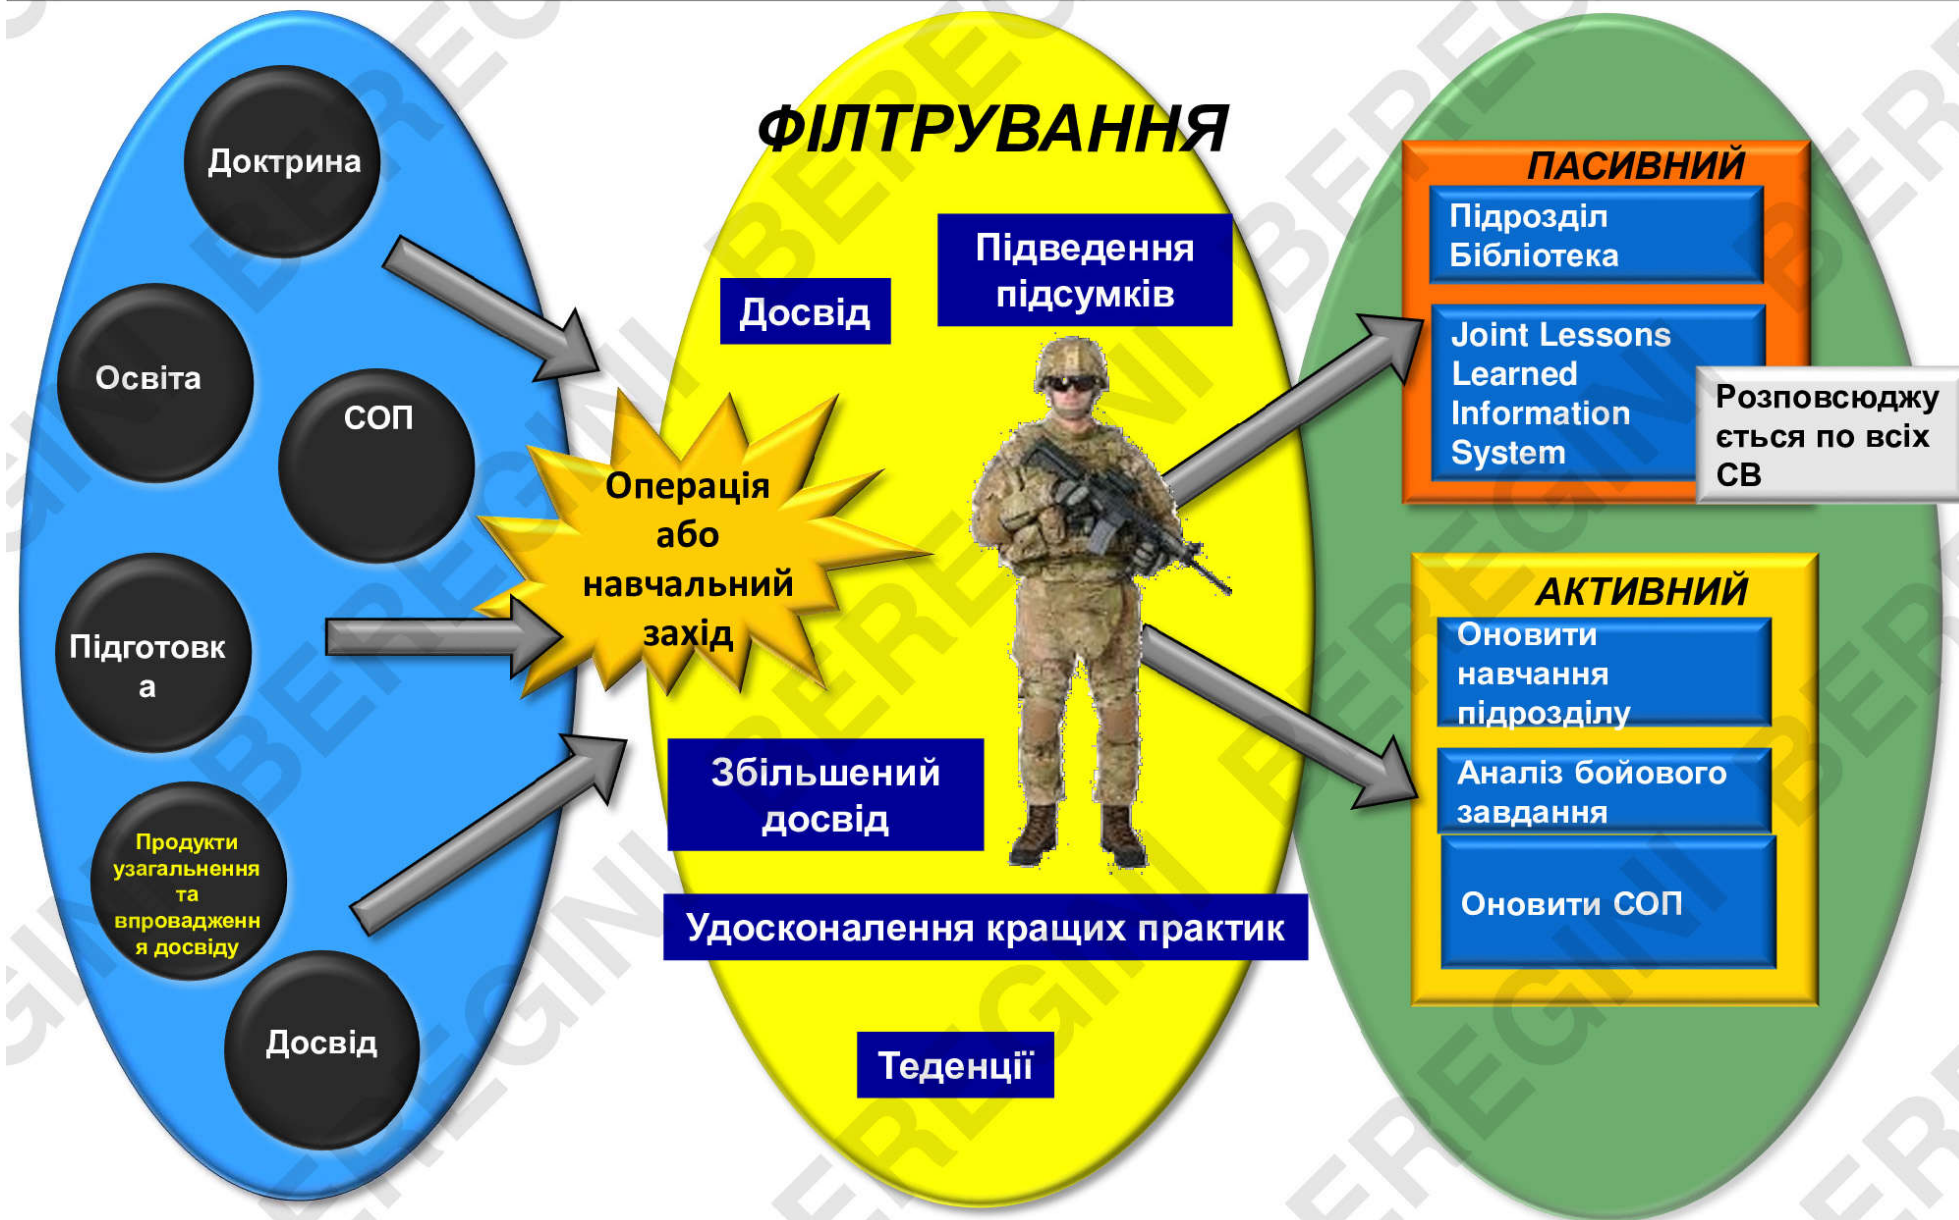 Доктрина
Освіта
СОП
Підготовк
а
Продукти
узагальнення
та
впровадженн
я досвіду
Досвід
Операція
або
навчальний
захід
ФІЛТРУВАННЯ
Досвід
Підведення
підсумків
Збільшений
досвід
Удосконалення кращих практик
Теденції
ПАСИВНИЙ
Підрозділ
Бібліотека
Joint Lessons
Learned
Information
System
Розповсюджу
ється по всіх
СВ
АКТИВНИЙ
Оновити
навчання
підрозділу
Аналіз бойового
завдання
Оновити СОП
BEREGINI